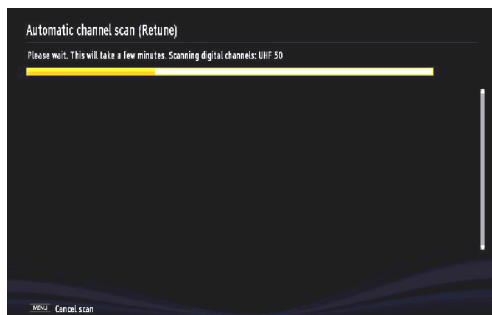 Automatic channel scan (Retune)
Please wait. This will take a few minutes. Scanning digital channels: UHF 50
MENU Cancel scan